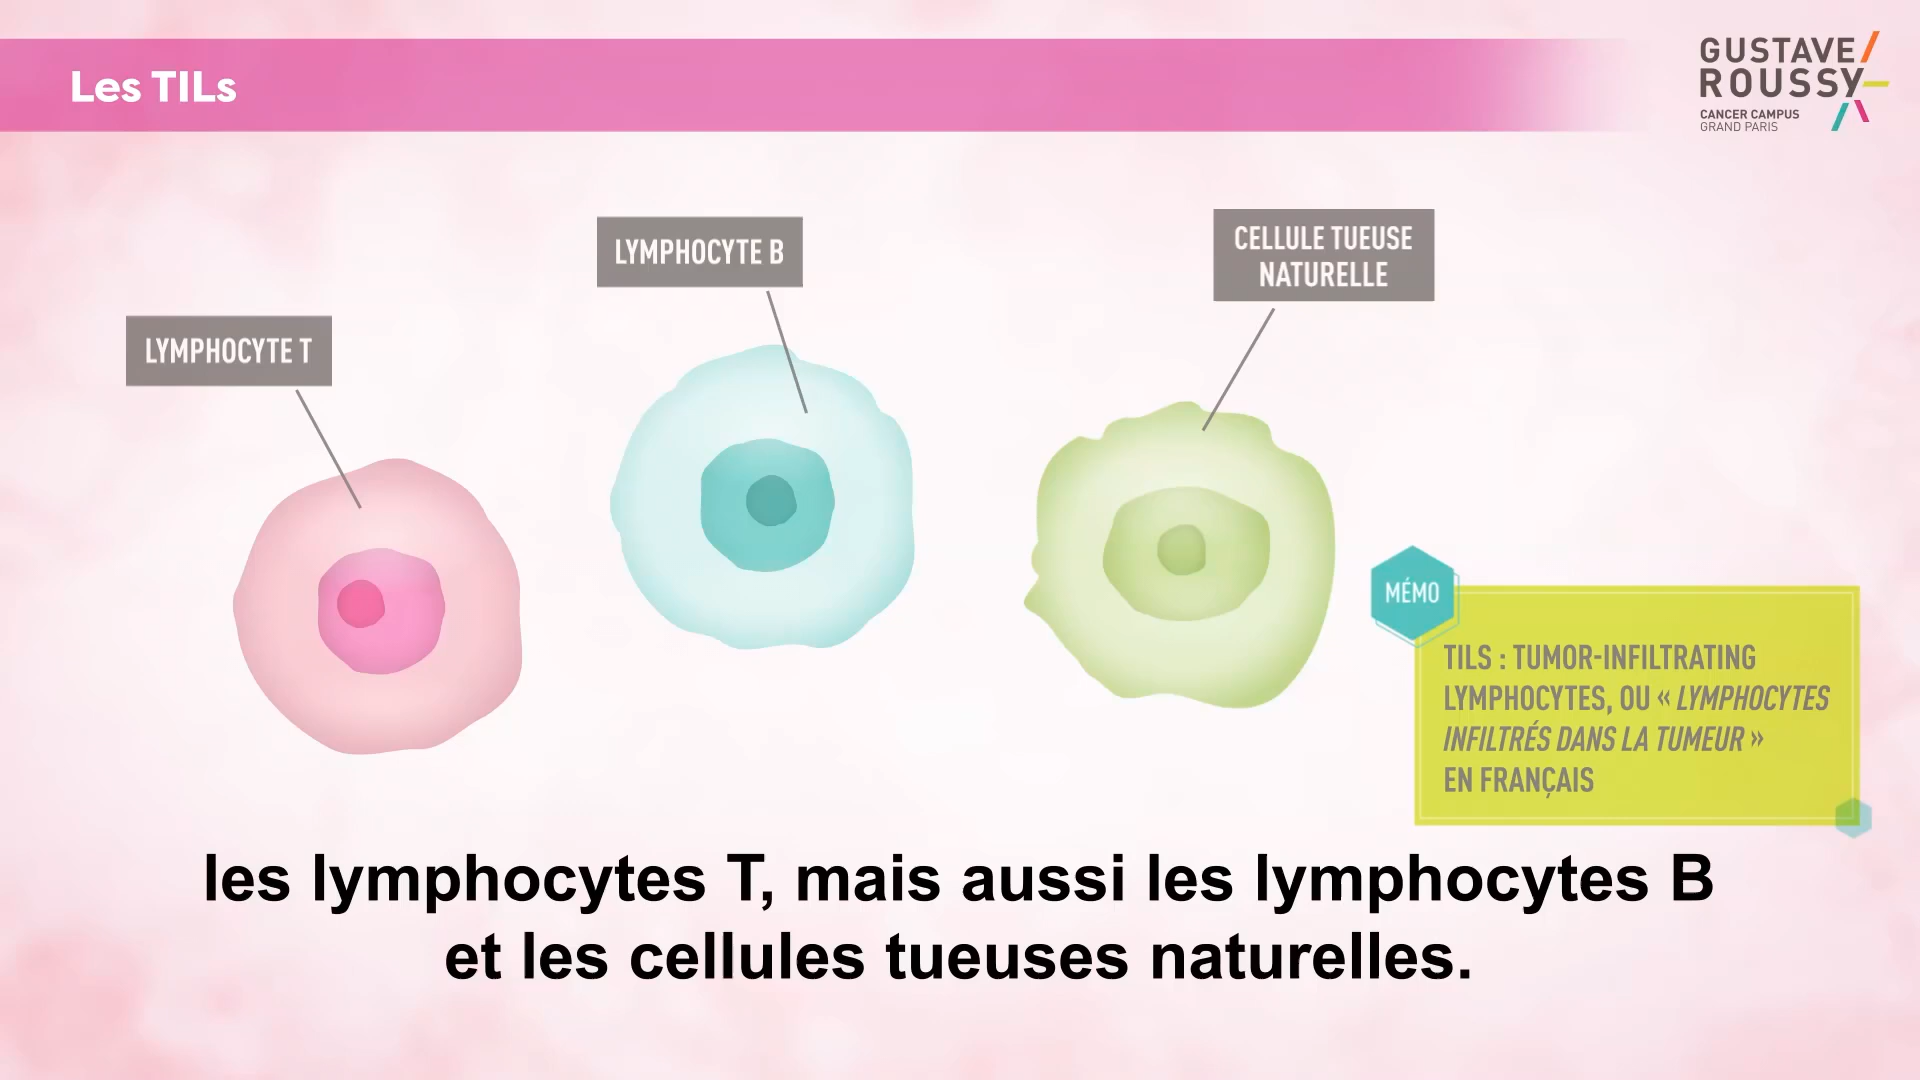 Les TILs
GUSTAVE
ROUSSY
CANCER CAMPUS
GRAND PARIS
LYMPHOCYTE T
LYMPHOCYTE B
CELLULE TUEUSE
NATURELLE
MÉMO
TILS : TUMOR-INFILTRATING
LYMPHOCYTES, OU « LYMPHOCYTES
INFILTRÉS DANS LA TUMEUR »
EN FRANÇAIS
les lymphocytes T, mais aussi les lymphocytes B
et les cellules tueuses naturelles.